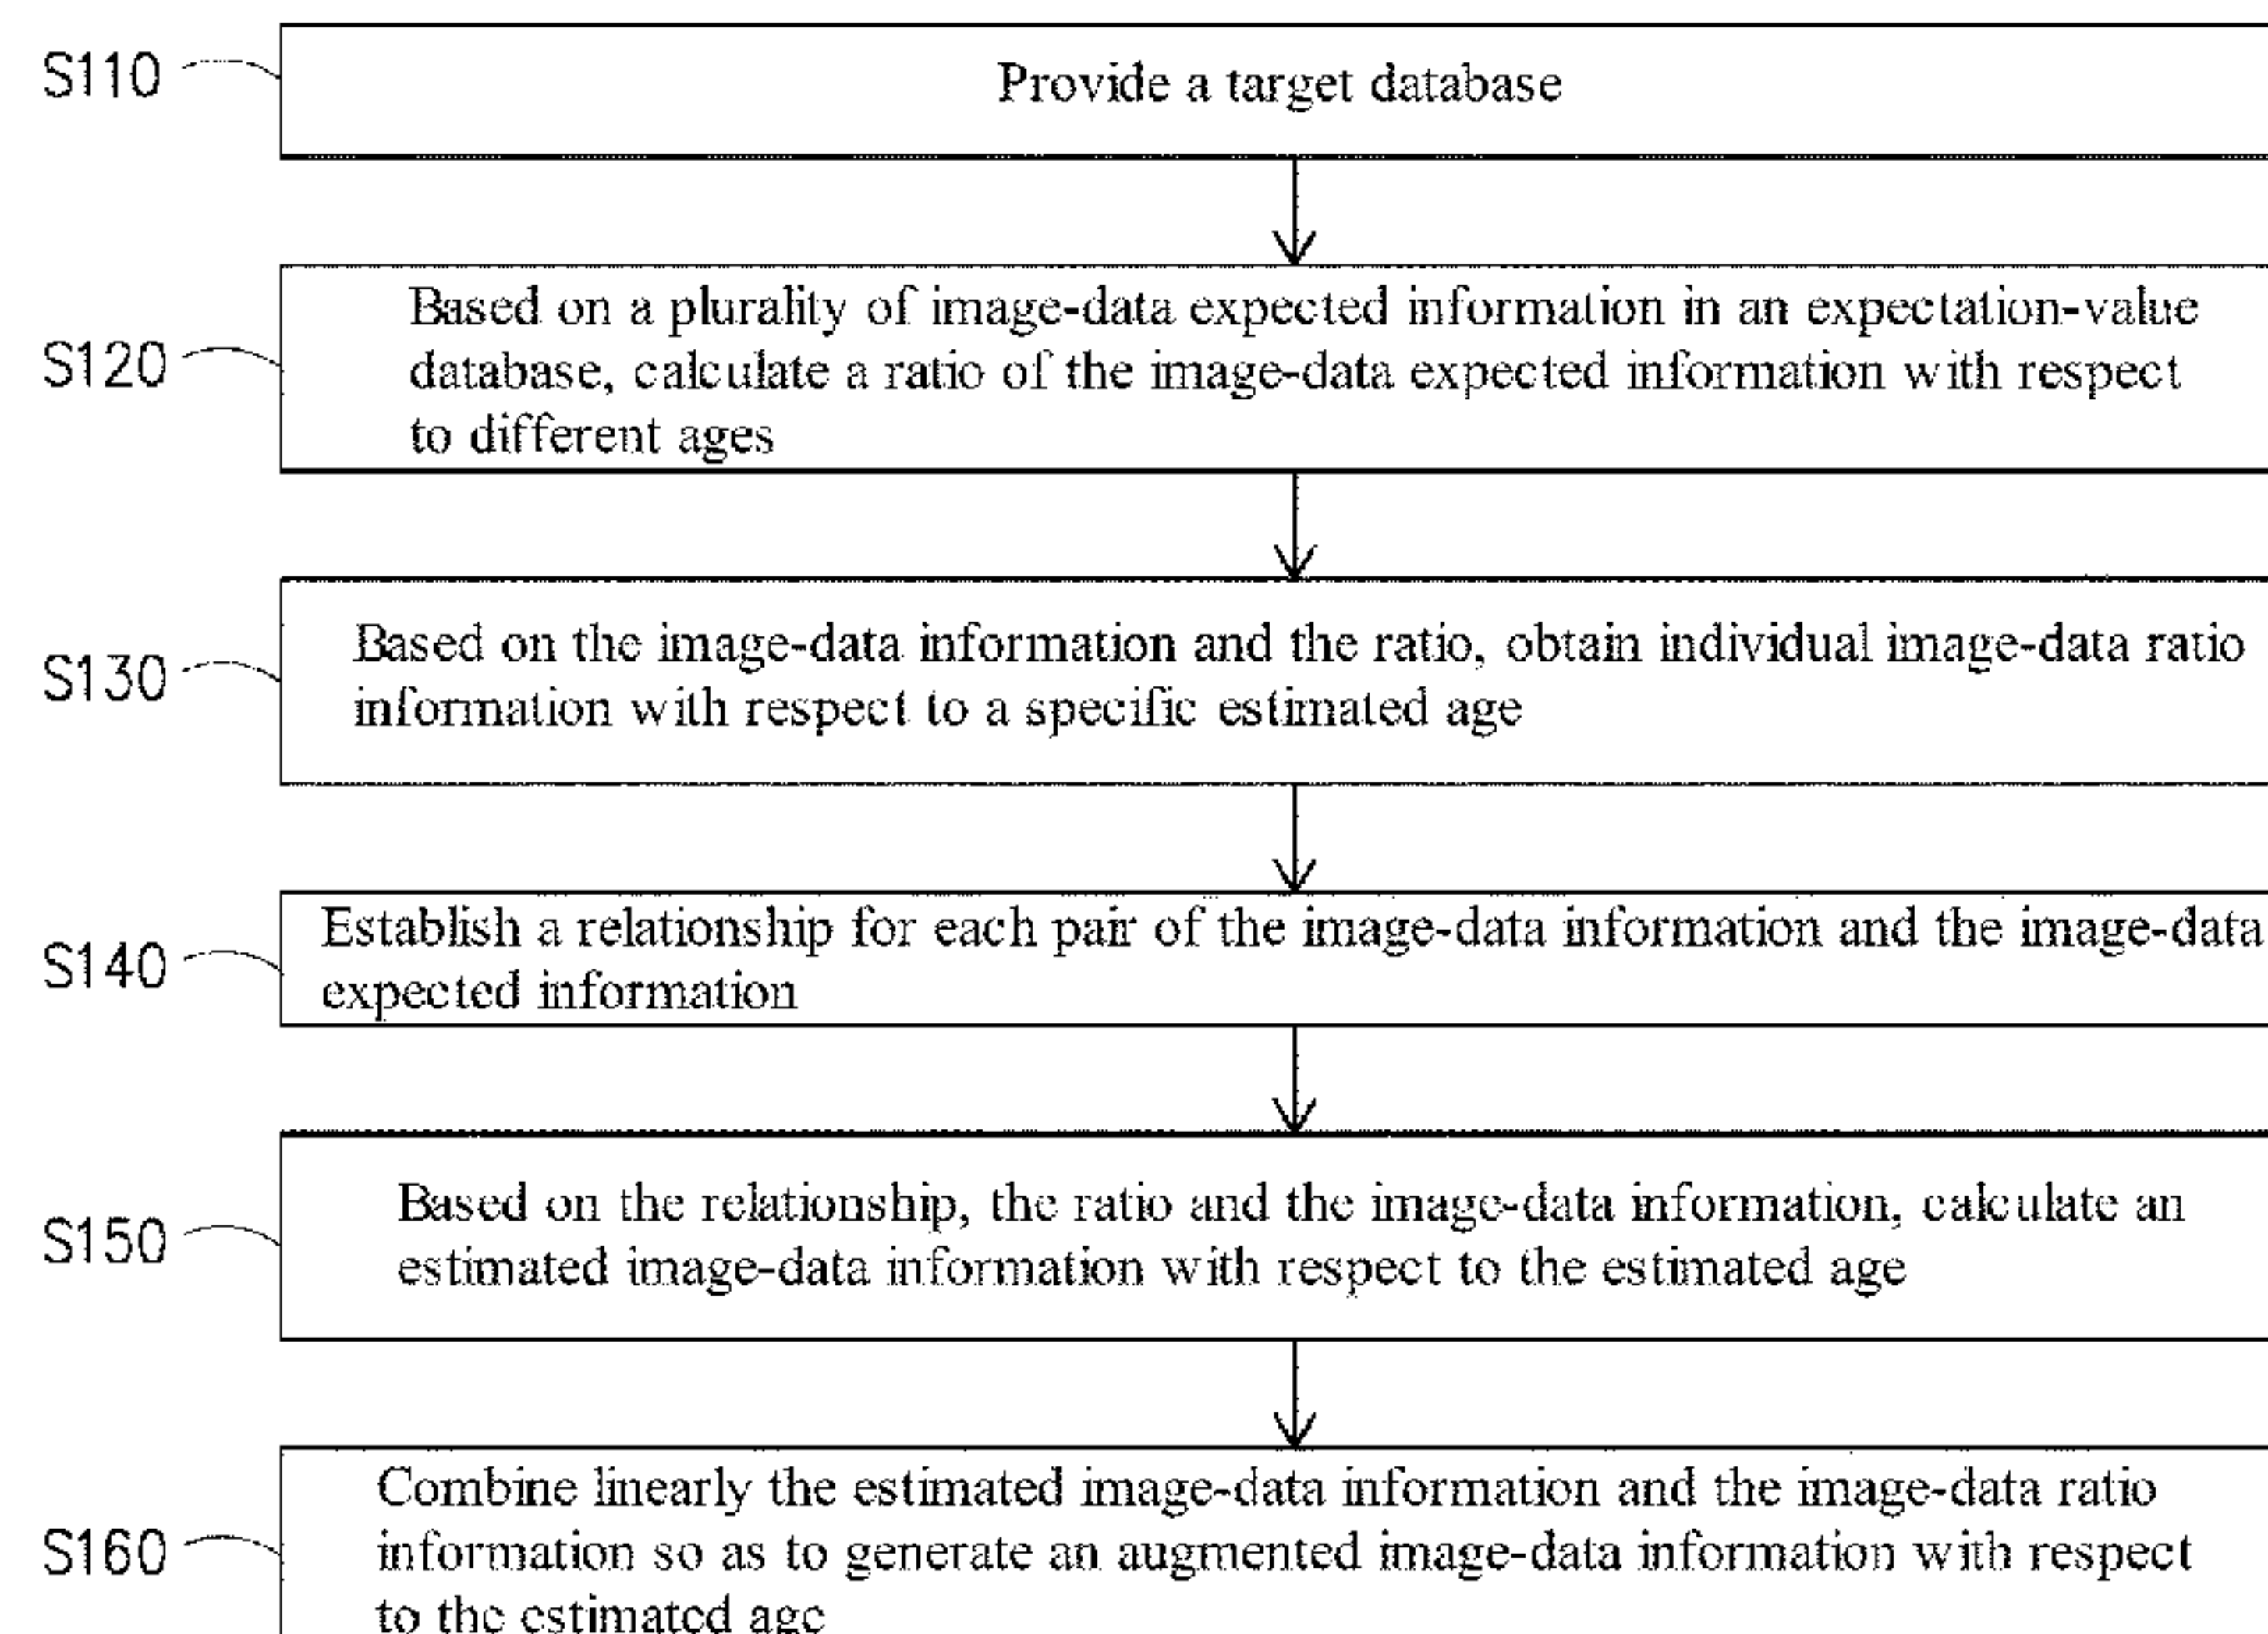 S110
Provide a target database
S120
Based on a plurality of image-data expected information in an expectation-value
database, calculate a ratio of the image-data expected information with respect
to different ages
S130
Based on the image-data information and the ratio, obtain individual image-data ratio
information with respect to a specific estimated age
S140
Establish a relationship for each pair of the image-data information and the image-data
expected information
S150
Based on the relationship, the ratio and the image-data information, calculate an
estimated image-data information with respect to the estimated age
S160
Combine linearly the estimated image-data information and the image-data ratio
information so as to generate an augmented image-data information with respect
to the estimated age